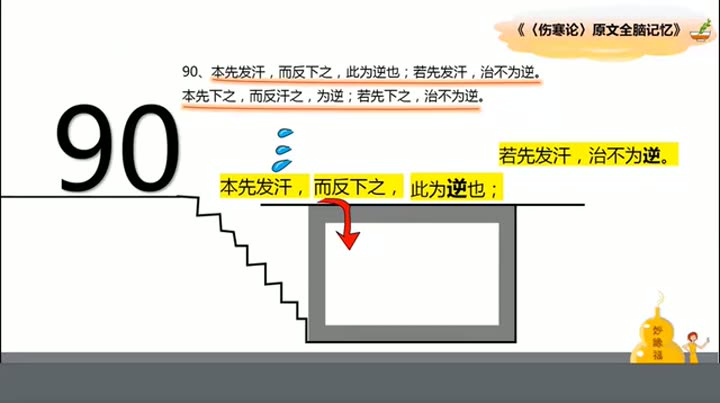 《〈伤寒论〉原文全脑记忆》
90、本先发汗，而反下之，此为逆也；若先发汗，治不为逆。
本先下之，而反汗之，为逆；若先下之，治不为逆。
90
若先发汗，治不为逆。
本先发汗，而反下之，此为逆也；
妙缘福